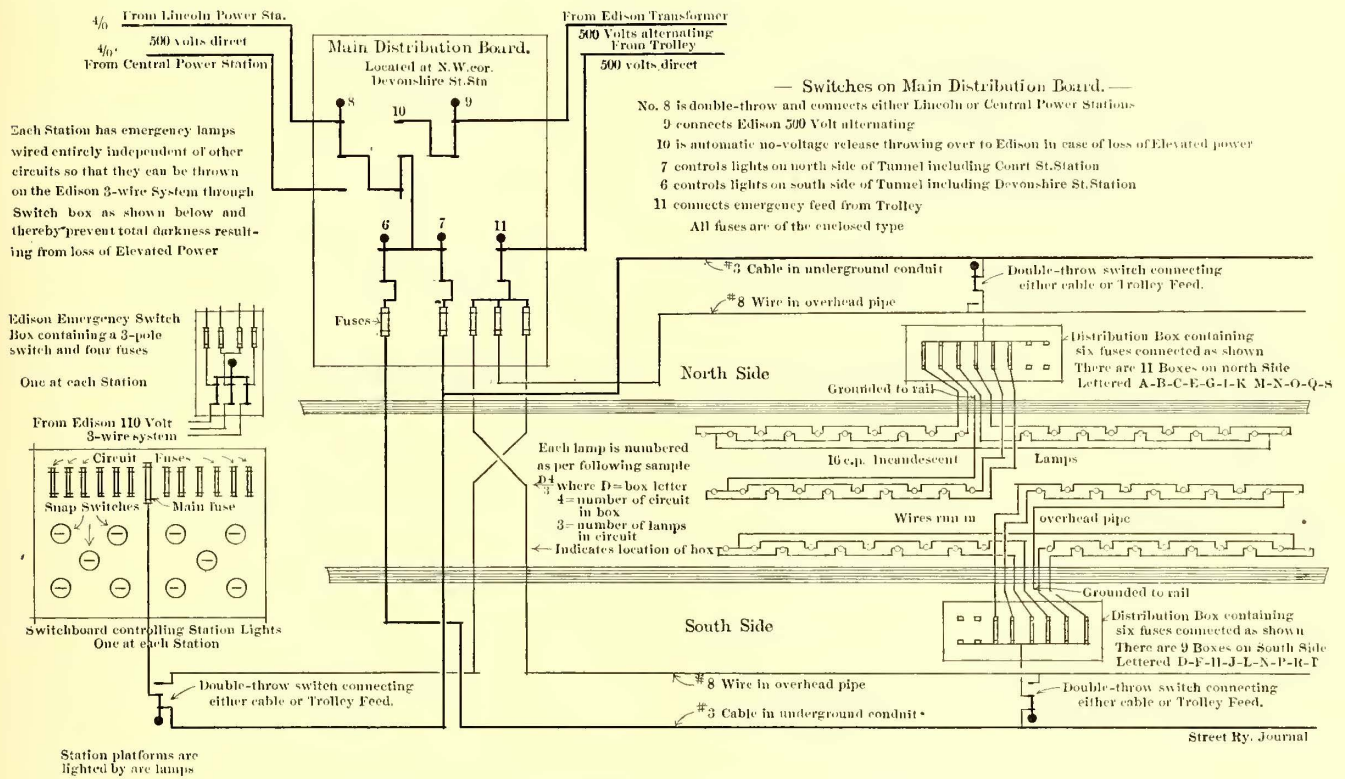 4/0 From Lincoln Power Sta.
4/0 500 volts direct
From Central Power Station
From Edison Transformer
500 Volts alternating
From Trolley
500 volts direct
Main Distribution Board.
Located at N.W.cor.
Devonshire St.Stn
8
10
9
6
7
11
Fuses
— Switches on Main Distribution Board. —
No. 8 is double-throw and connects either Lincoln or Central Power Stations
9 connects Edison 500 Volt alternating
10 is automatic no-voltage release throwing over to Edison in case of loss of Elevated power
7 controls lights on north side of Tunnel including Court St.Station
6 controls lights on south side of Tunnel including Devonshire St.Station
11 connects emergency feed from Trolley
All fuses are of the enclosed type
Each Station has emergency lamps
wired entirely independent of other
circuits so that they can be thrown
on the Edison 3-wire System through
Switch box as shown below and
thereby prevent total darkness result-
ing from loss of Elevated Power
#3 Cable in underground conduit
#8 Wire in overhead pipe
Double-throw switch connecting
either cable or Trolley Feed.
Edison Emergency Switch
Box containing a 3-pole
switch and four fuses
One at each Station
From Edison 110 Volt
3-wire system
Distribution Box containing
six fuses connected as shown
There are 11 Boxes on north Side
Lettered A-B-C-E-G-I-K M-N-O-Q-S
North Side
Grounded to rail
Circuit Fuses
Snap Switches
Main Fuse
Switchboard controlling Station Lights
One at each Station
Each lamp is numbered
as per following sample
D4/3 where D=box letter
4=number of circuit
in box
3=number of lamps
in circuit
Indicates location of box
16 c.p. Incandescent Lamps
Wires run in overhead pipe
Grounded to rail
South Side
Distribution Box containing
six fuses connected as shown
There are 9 Boxes on South Side
Lettered D-F-H-J-L-N-P-R-T
Double-throw switch connecting
either cable or Trolley Feed.
#8 Wire in overhead pipe
#3 Cable in underground conduit
Double-throw switch connecting
either cable or Trolley Feed.
Station platforms are
lighted by arc lamps
Street Ry. Journal